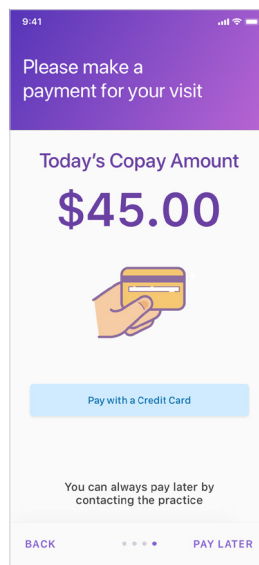 9:41
Please make a
payment for your visit
Today's Copay Amount
$45.00
Pay with a Credit Card
You can always pay later by
contacting the practice
BACK
PAY LATER